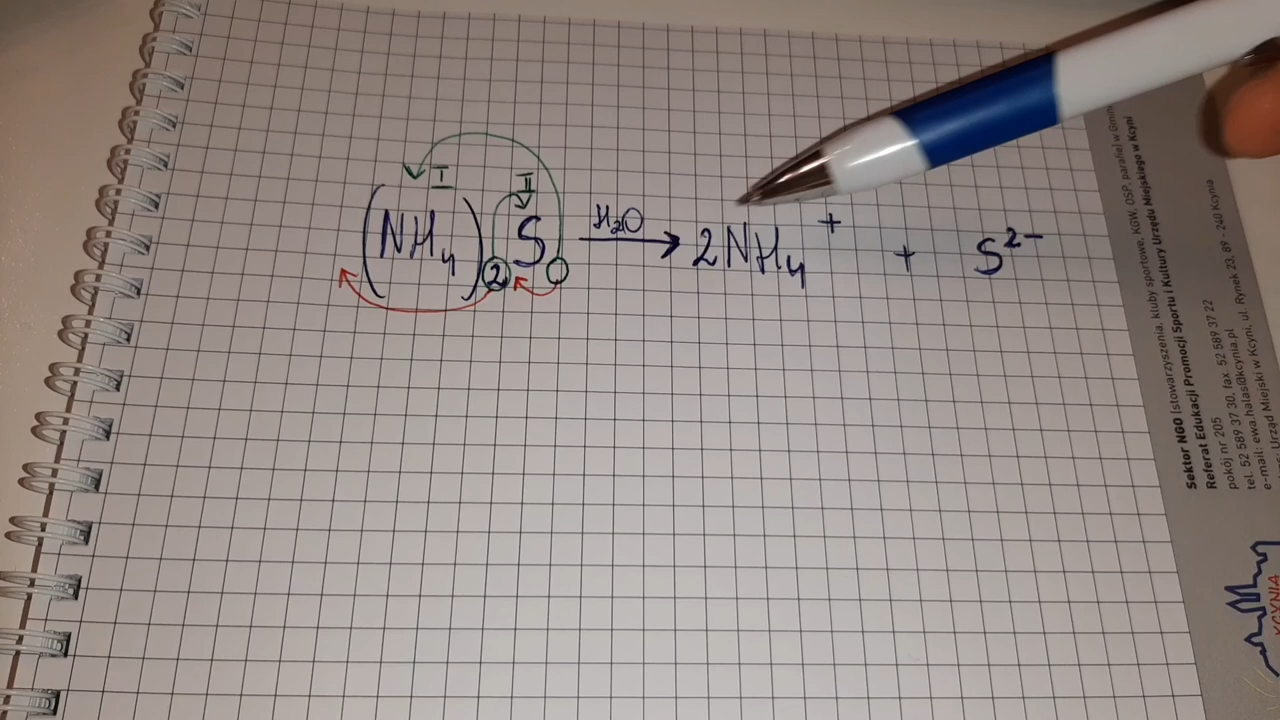 I
II
(NH₄)₂S —H₂O→ 2NH₄⁺ + S²⁻
Sektor NGO (stowarzyszenia, kluby sportowe, KGW, OSP, parafie) w Gmini
Referat Edukacji Promocji Sportu i Kultury Urzędu Miejskiego w Kcyni
pokój nr 205
tel. 52 589 37 30, fax. 52 589 37 22
e-mail: ewa.halas@kcynia.pl
Urząd Miejski w Kcyni, ul. Rynek 23, 89 - 240 Kcynia
KCYNIA